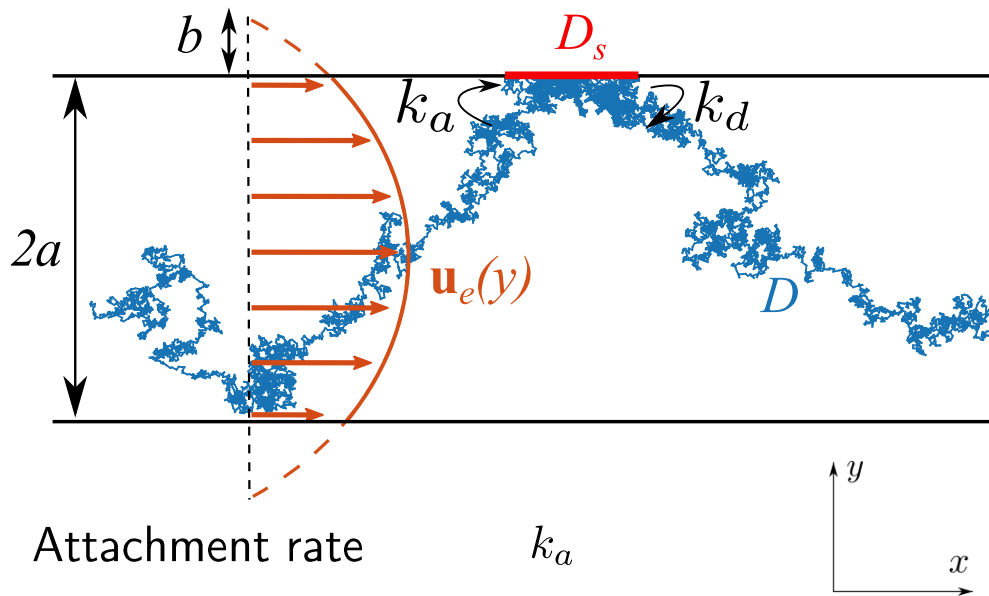 b
D_s
k_a
k_d
2a
u_e(y)
D
y
Attachment rate k_a
x